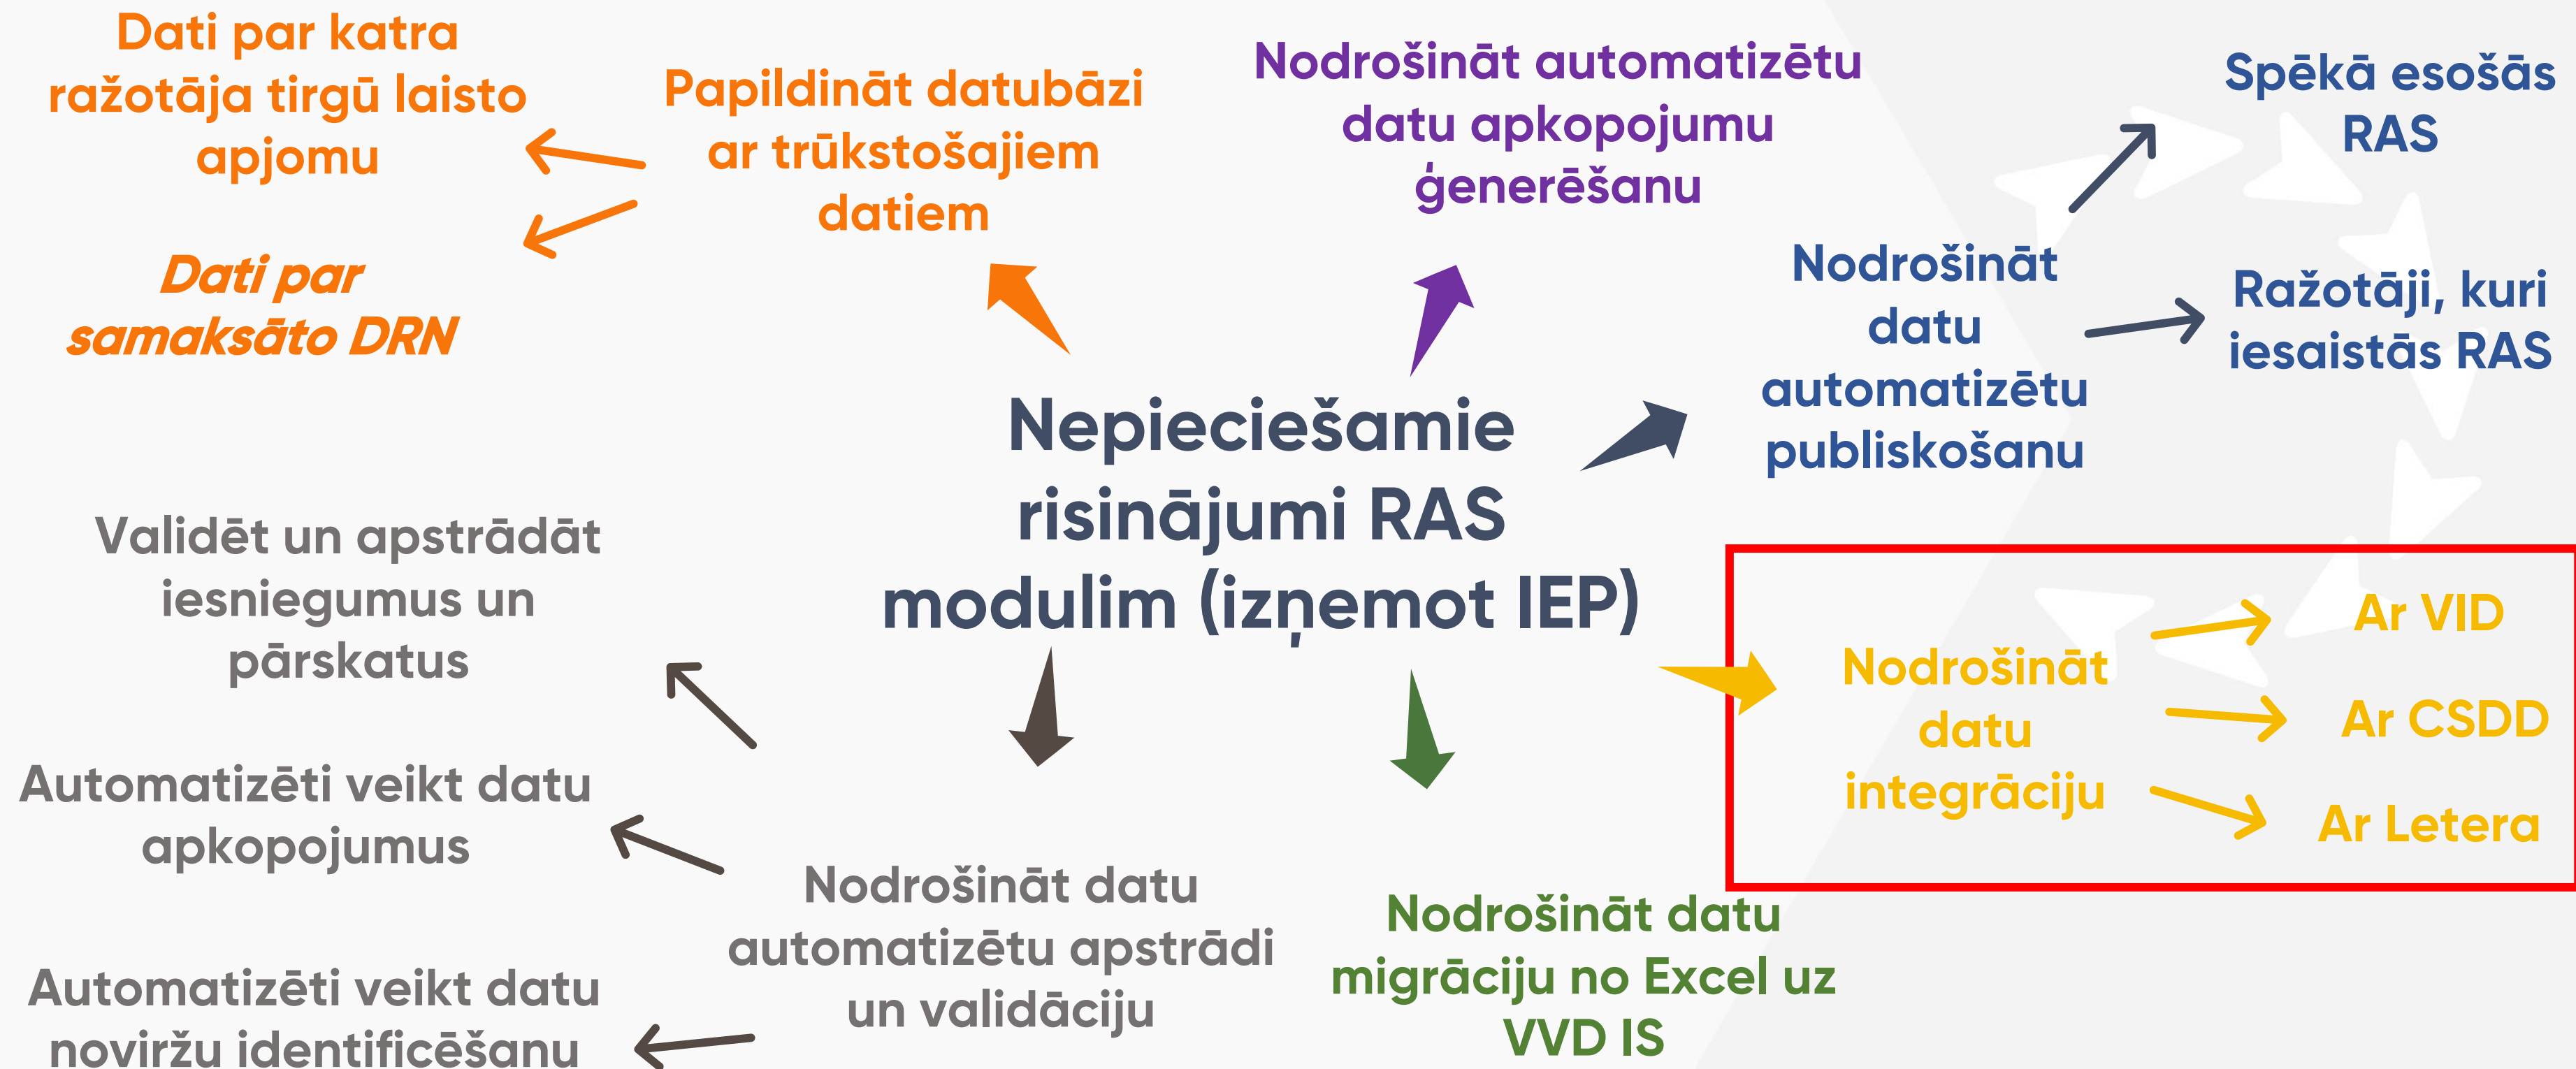 Dati par katra
ražotāja tirgū laisto
apjomu
Dati par
samaksāto DRN
Papildināt datubāzi
ar trūkstošajiem
datiem
Nodrošināt automatizētu
datu apkopojumu
ģenerēšanu
Nodrošināt
datu
automatizētu
publiskošanu
Spēkā esošās
RAS
Ražotāji, kuri
iesaistās RAS
Nepieciešamie
risinājumi RAS
modulim (izņemot IEP)
Validēt un apstrādāt
iesniegumus un
pārskatus
Automatizēti veikt datu
apkopojumus
Automatizēti veikt datu
noviržu identificēšanu
Nodrošināt datu
automatizētu apstrādi
un validāciju
Nodrošināt datu
migrāciju no Excel uz
VVD IS
Nodrošināt
datu
integrāciju
Ar VID
Ar CSDD
Ar Letera